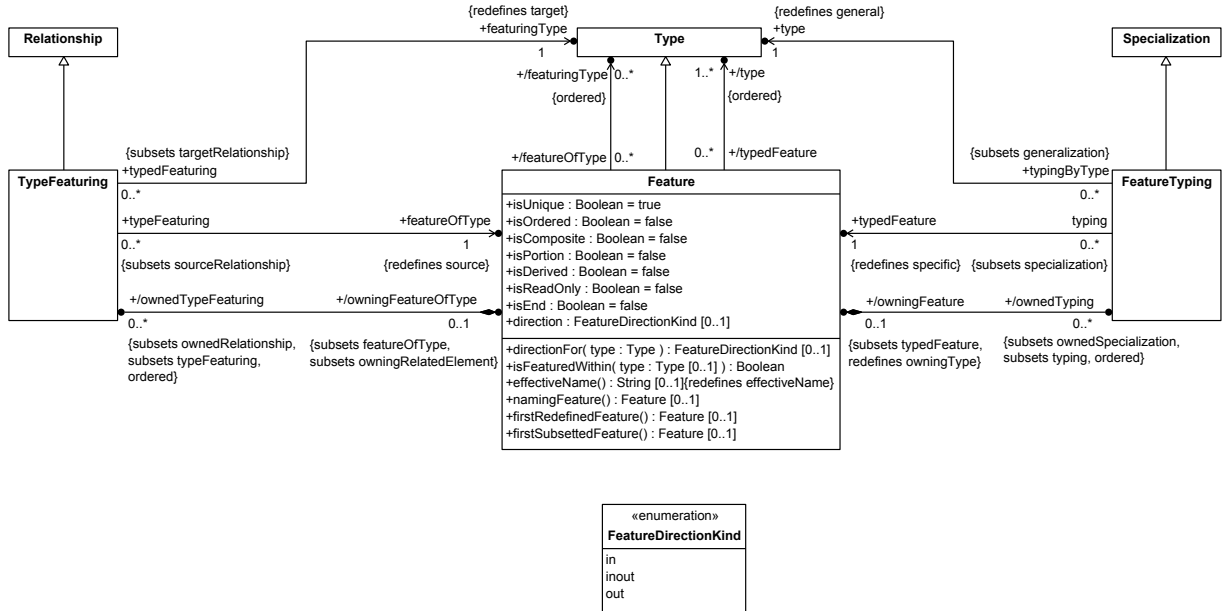 {redefines target}
{redefines general}
Relationship
+featuringType
Type
+type
Specialization
1
1
+/featuringType
0..*
1..*
+/type
{ordered}
{ordered}
{subsets targetRelationship}
+/featureOfType
0..*
0..*
+/typedFeature
{subsets generalization}
+typedFeaturing
+typingByType
TypeFeaturing
Feature
FeatureTyping
0..*
0..*
+isUnique : Boolean = true
+isOrdered : Boolean = false
+isComposite : Boolean = false
+isPortion : Boolean = false
+isDerived : Boolean = false
+isReadOnly : Boolean = false
+isEnd : Boolean = false
+direction : FeatureDirectionKind [0..1]
+typeFeaturing
+featureOfType
+typedFeature
typing
0..*
1
1
0..*
{subsets sourceRelationship}
{redefines source}
{redefines specific}
{subsets specialization}
+/ownedTypeFeaturing
+/owningFeatureOfType
+/owningFeature
+/ownedTyping
0..*
0..1
0..1
0..*
{subsets ownedRelationship,
subsets typeFeaturing,
ordered}
{subsets featureOfType,
subsets owningRelatedElement}
{subsets typedFeature,
redefines owningType}
{subsets ownedSpecialization,
subsets typing, ordered}
+directionFor( type : Type ) : FeatureDirectionKind [0..1]
+isFeaturedWithin( type : Type [0..1] ) : Boolean
+effectiveName() : String [0..1]{redefines effectiveName}
+namingFeature() : Feature [0..1]
+firstRedefinedFeature() : Feature [0..1]
+firstSubsettedFeature() : Feature [0..1]
«enumeration»
FeatureDirectionKind
in
inout
out